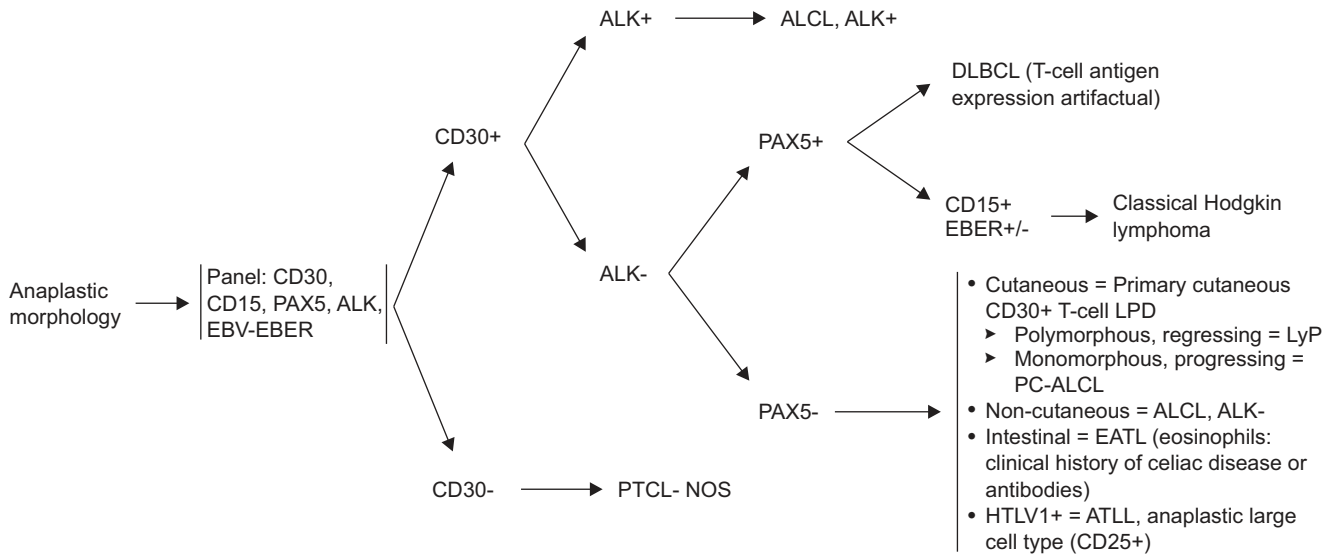 ALK+
ALCL, ALK+
DLBCL (T-cell antigen
expression artifactual)
CD30+
PAX5+
CD15+
EBER+/-
Classical Hodgkin
lymphoma
ALK-
Anaplastic
morphology
Panel: CD30,
CD15, PAX5, ALK,
EBV-EBER
• Cutaneous = Primary cutaneous
CD30+ T-cell LPD
➤ Polymorphous, regressing = LyP
➤ Monomorphous, progressing =
PC-ALCL
• Non-cutaneous = ALCL, ALK-
• Intestinal = EATL (eosinophils:
clinical history of celiac disease or
antibodies)
• HTLV1+ = ATLL, anaplastic large
cell type (CD25+)
PAX5-
CD30-
PTCL- NOS